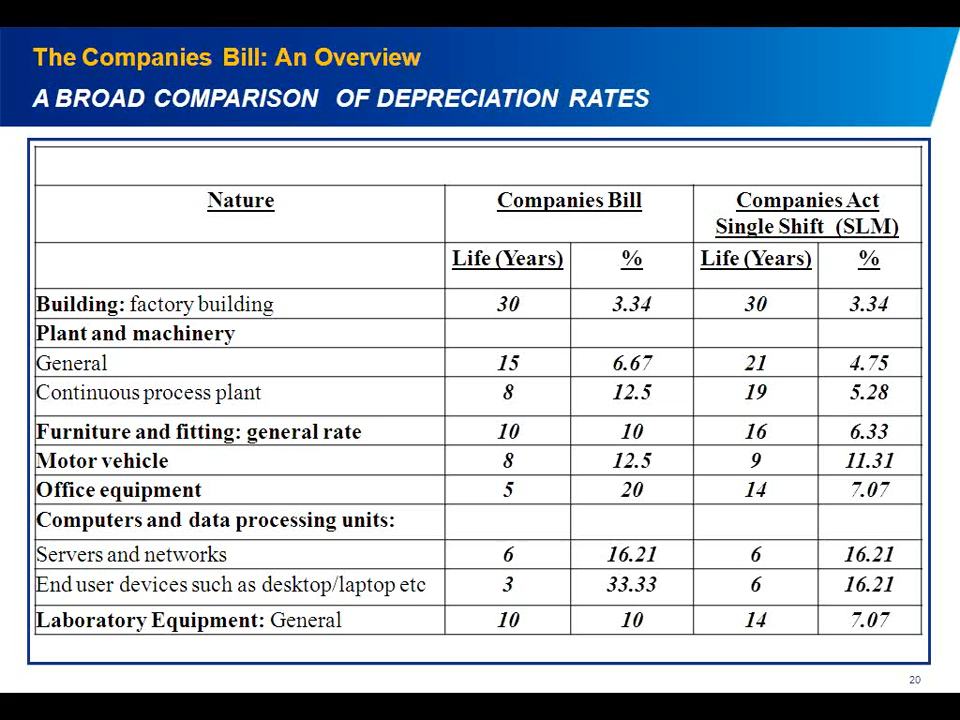 The Companies Bill: An Overview
A BROAD COMPARISON OF DEPRECIATION RATES
Nature Companies Bill Companies Act
Single Shift (SLM)
Life (Years) % Life (Years) %
Building: factory building 30 3.34 30 3.34
Plant and machinery
General 15 6.67 21 4.75
Continuous process plant 8 12.5 19 5.28
Furniture and fitting: general rate 10 10 16 6.33
Motor vehicle 8 12.5 9 11.31
Office equipment 5 20 14 7.07
Computers and data processing units:
Servers and networks 6 16.21 6 16.21
End user devices such as desktop/laptop etc 3 33.33 6 16.21
Laboratory Equipment: General 10 10 14 7.07
20